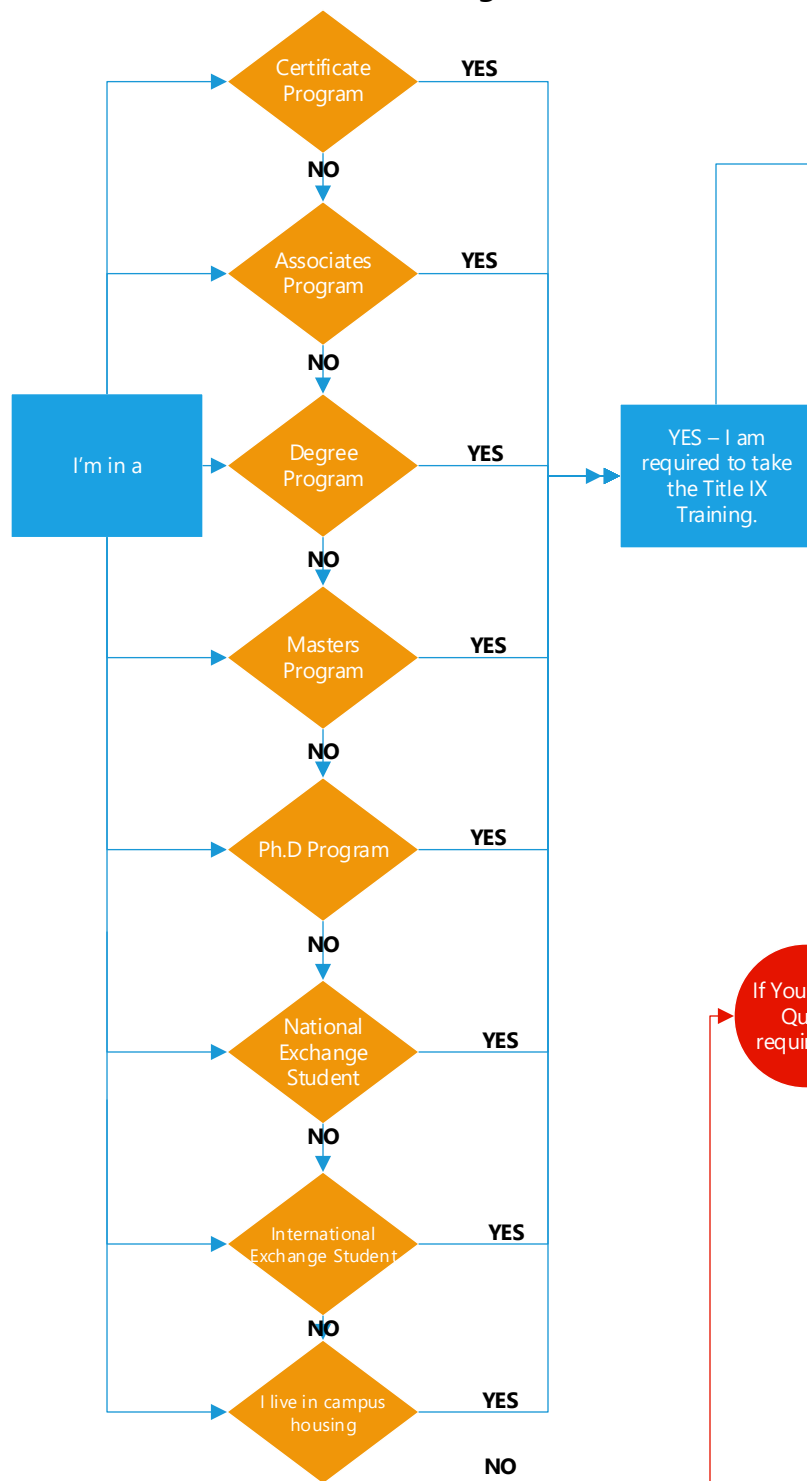 Certificate
Program
YES
NO
Associates
Program
YES
NO
I'm in a
Degree
Program
YES
YES – I am
required to take
the Title IX
Training.
NO
Masters
Program
YES
NO
Ph.D Program
YES
NO
National
Exchange
Student
YES
If You
NO
International
Exchange Student
YES
NO
I live in campus
housing
YES
NO